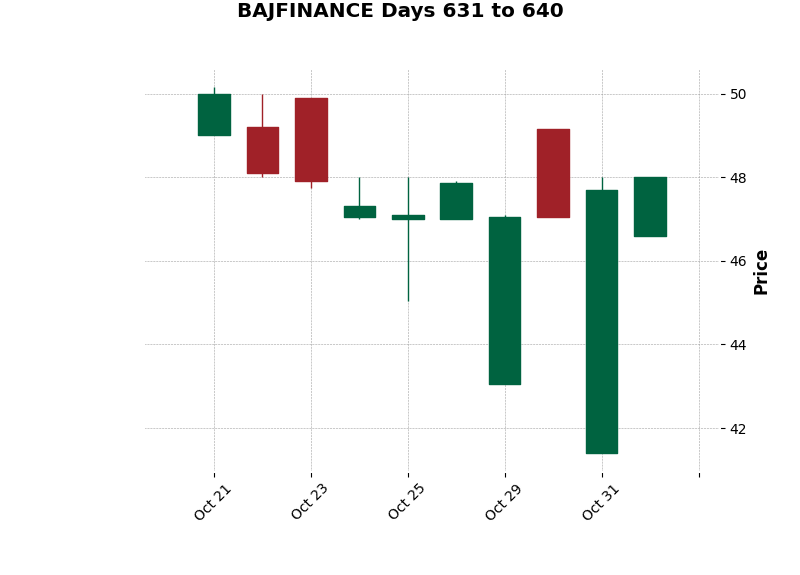 BAJFINANCE Days 631 to 640
50
48
46
44
42
Price
Oct 21
Oct 23
Oct 25
Oct 29
Oct 31